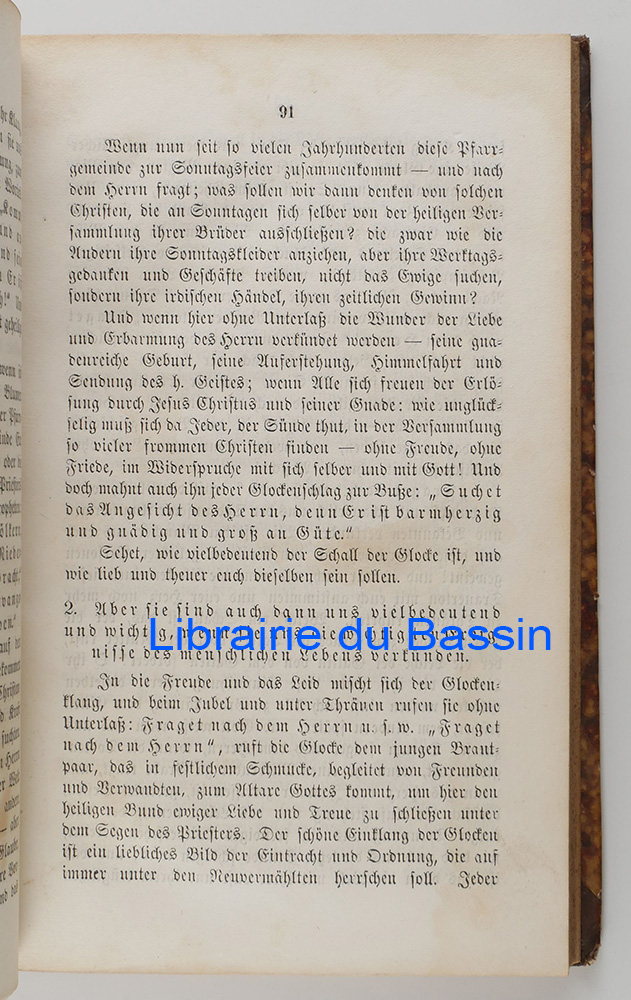 91
Wenn nun seit so vielen Jahrhunderten diese Pfarr-
gemeinde zur Sonntagsfeier zusammenkommt — und nach
dem Herrn fragt; was sollen wir dann denken von solchen
Christen, die an Sonntagen sich selber von der heiligen Ver-
sammlung ihrer Brüder ausschließen? die zwar wie die
Andern ihre Sonntagskleider anziehen, aber ihre Werktags-
gedanken und Geschäfte treiben, nicht das Ewige suchen,
sondern ihre irdischen Händel, ihren zeitlichen Gewinn?
Und wenn hier ohne Unterlaß die Wunder der Liebe
und Erbarmung des Herrn verkündet werden — seine gna-
denreiche Geburt, seine Auferstehung, Himmelfahrt und
Sendung des h. Geistes; wenn Alle sich freuen der Erlö-
sung durch Jesus Christus und seiner Gnade: wie unglück-
selig muß sich da Jeder, der Sünde thut, in der Versammlung
so vieler frommen Christen finden — ohne Freude, ohne
Friede, im Widerspruche mit sich selber und mit Gott! Und
doch mahnt auch ihn jeder Glockenschlag zur Buße: „Suchet
das Angesicht des Herrn, denn Er ist barmherzig
und gnädig und groß an Güte."
Sehet, wie vielbedeutend der Schall der Glocke ist, und
wie lieb und theuer euch dieselben sein sollen.
2. Aber sie sind auch dann uns vielbedeutend
und wichtig, wenn
nisse des menschlichen Lebens verkünden.
Librairie du Bassin
In die Freude und das Leid mischt sich der Glocken-
klang, und beim Jubel und unter Thränen rufen sie ohne
Unterlaß: Fraget nach dem Herrn u. s. w. „Fraget
nach dem Herrn", ruft die Glocke dem jungen Braut-
paar, das in festlichem Schmucke, begleitet von Freunden
und Verwandten, zum Altare Gottes kommt, um hier den
heiligen Bund ewiger Liebe und Treue zu schließen unter
dem Segen des Priesters. Der schöne Einklang der Glocken
ist ein liebliches Bild der Eintracht und Ordnung, die auf
immer unter den Neuvermählten herrschen soll. Jeder